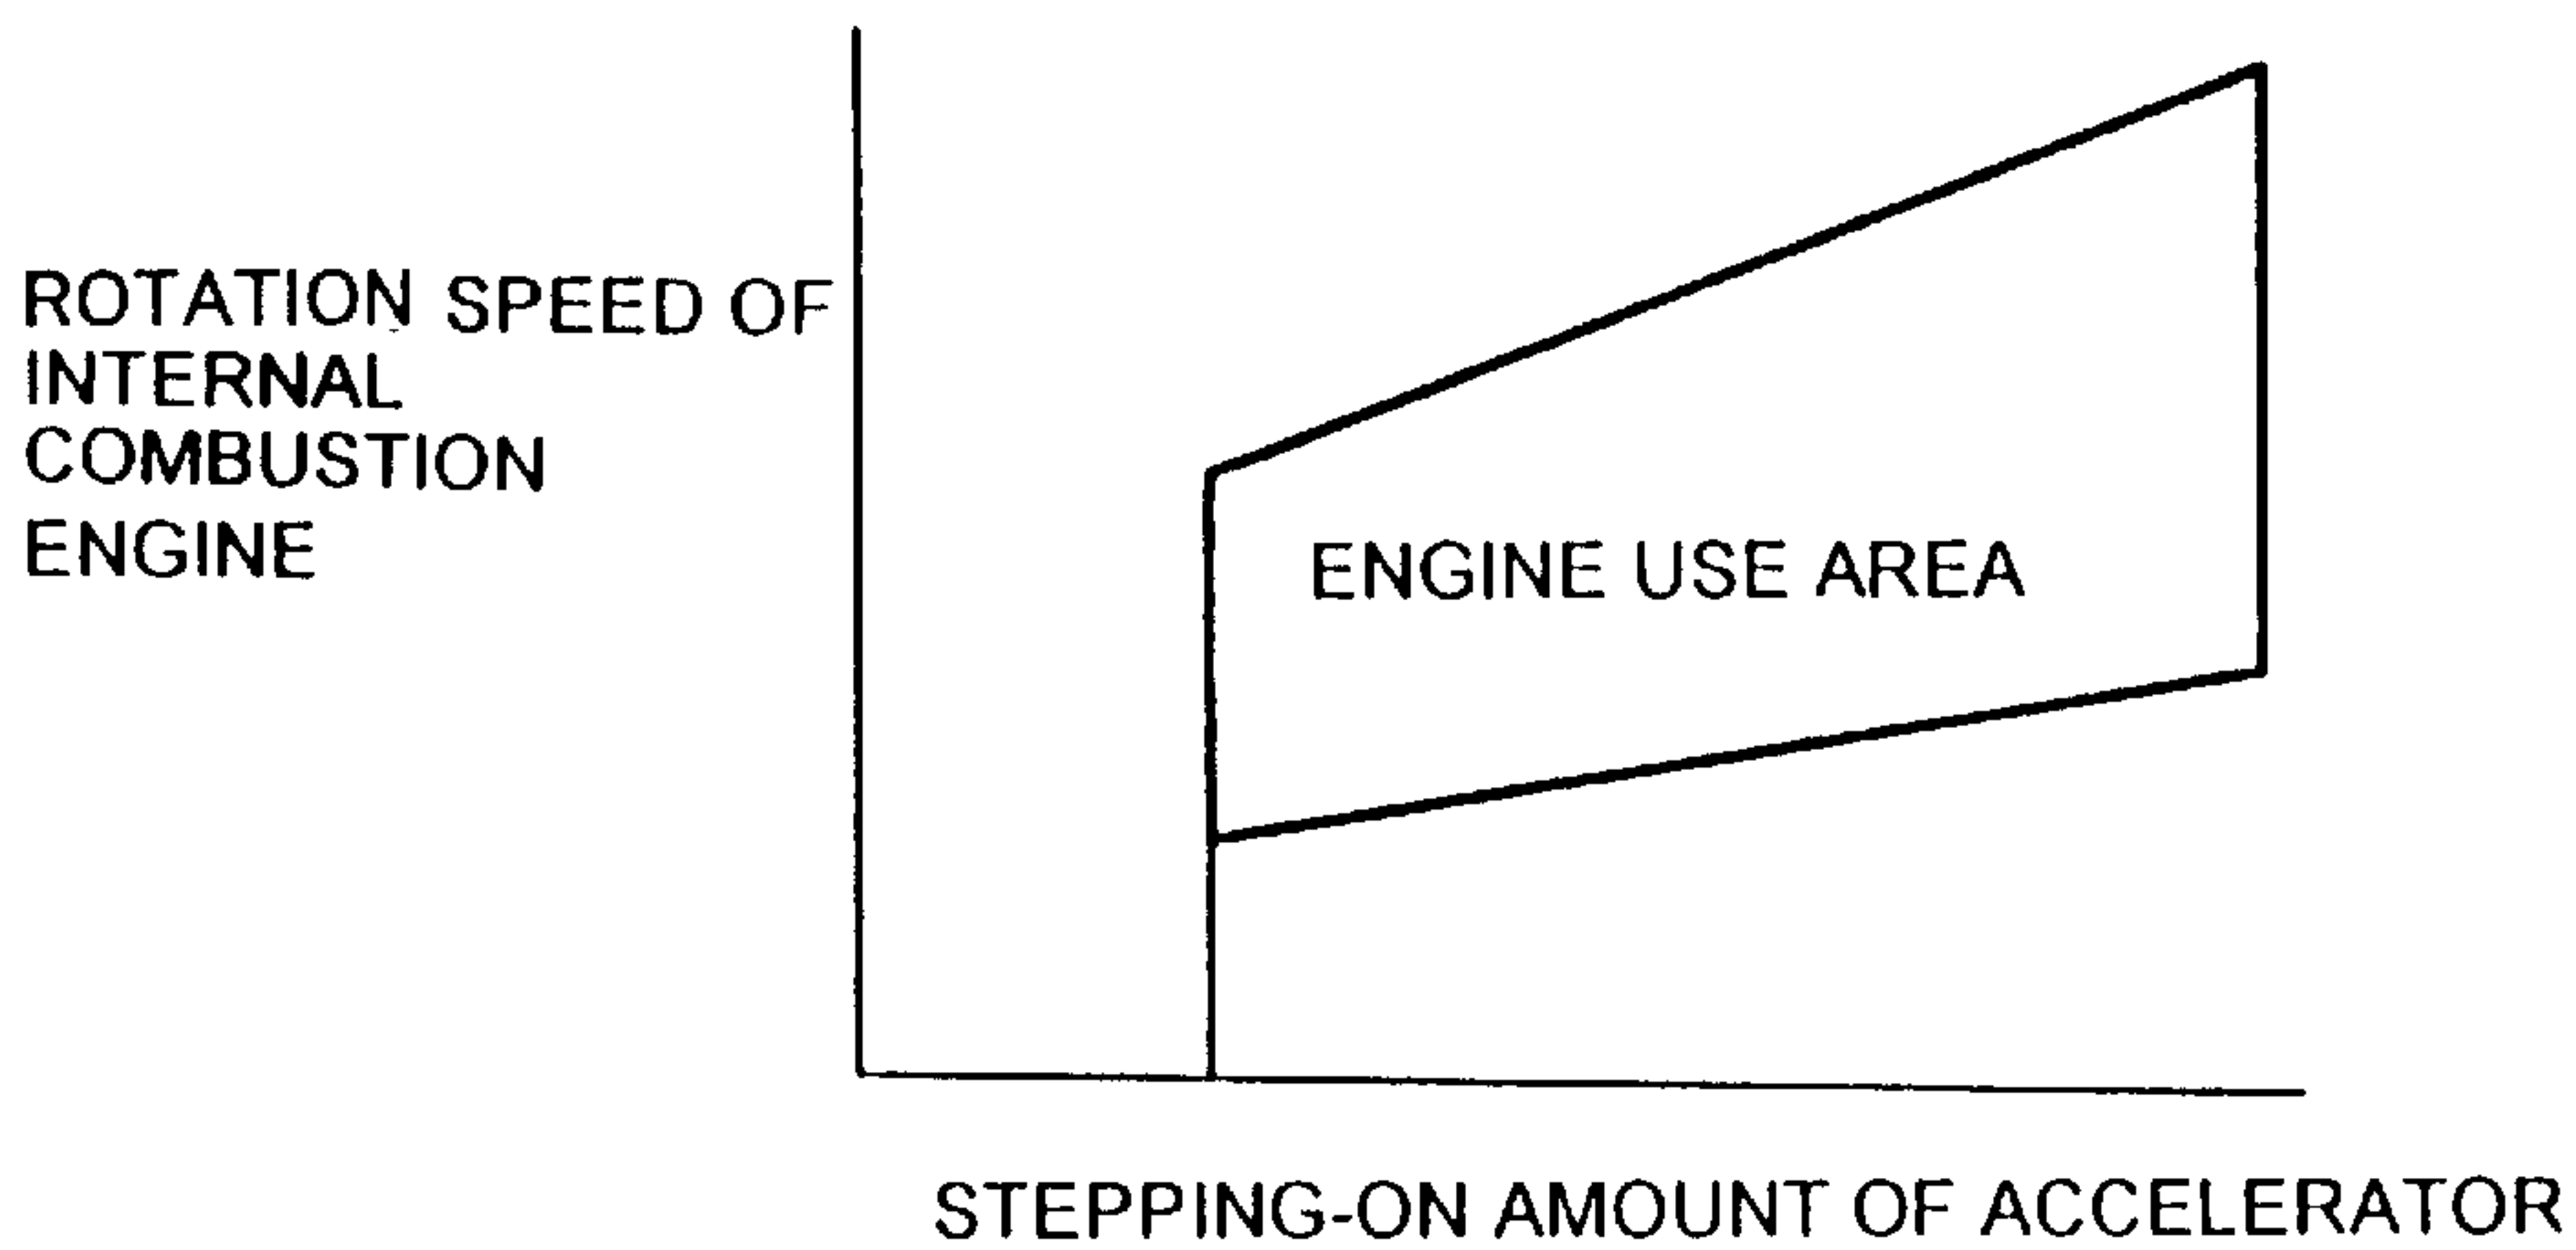 ROTATION SPEED OF
INTERNAL
COMBUSTION
ENGINE
ENGINE USE AREA
STEPPING-ON AMOUNT OF ACCELERATOR